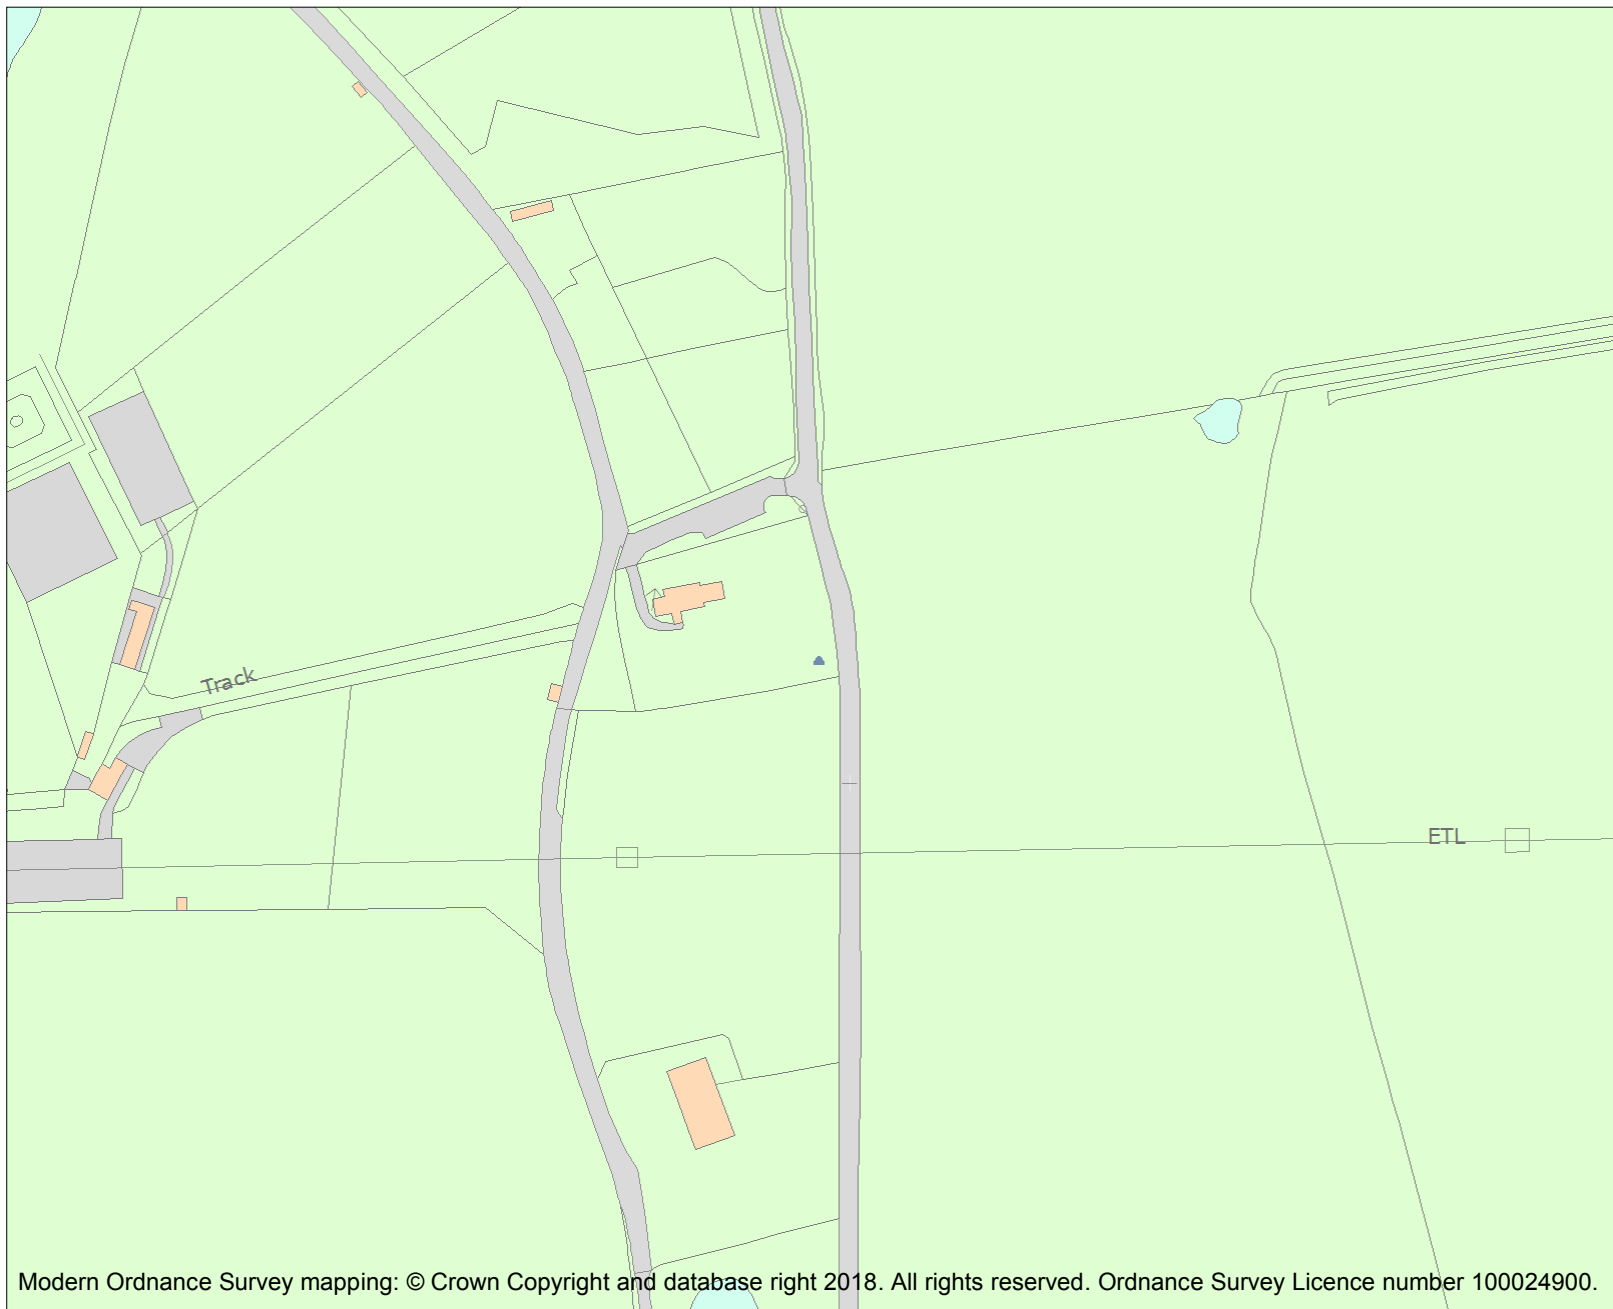 Track
ETL
Modern Ordnance Survey mapping: © Crown Copyright and database right 2018. All rights reserved. Ordnance Survey Licence number 100024900.